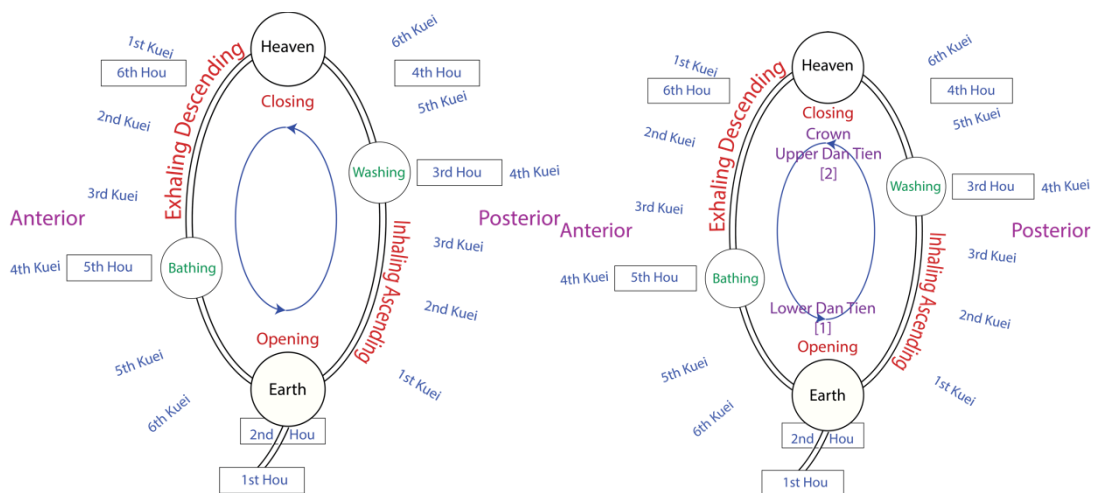 Heaven
6th Kuei
1st Kuei
6th Hou
4th Hou
Exhaling Descending
Closing
5th Kuei
2nd Kuei
Washing
3rd Hou
4th Kuei
3rd Kuei
Anterior
Posterior
Inhaling Ascending
3rd Kuei
4th Kuei
5th Hou
Bathing
2nd Kuei
Opening
5th Kuei
1st Kuei
Earth
6th Kuei
2nd Hou
1st Hou
Heaven
6th Kuei
1st Kuei
6th Hou
4th Hou
Exhaling Descending
Closing
5th Kuei
2nd Kuei
Crown
Upper Dan Tien
[2]
Washing
3rd Hou
4th Kuei
3rd Kuei
Anterior
Posterior
Inhaling Ascending
3rd Kuei
4th Kuei
5th Hou
Bathing
Lower Dan Tien
[1]
2nd Kuei
Opening
5th Kuei
1st Kuei
Earth
6th Kuei
2nd Hou
1st Hou